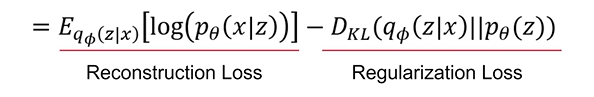 = E_{q_ϕ(z|x)}[log(p_θ(x|z))] − D_{KL}(q_ϕ(z|x)||p_θ(z))
Reconstruction Loss Regularization Loss